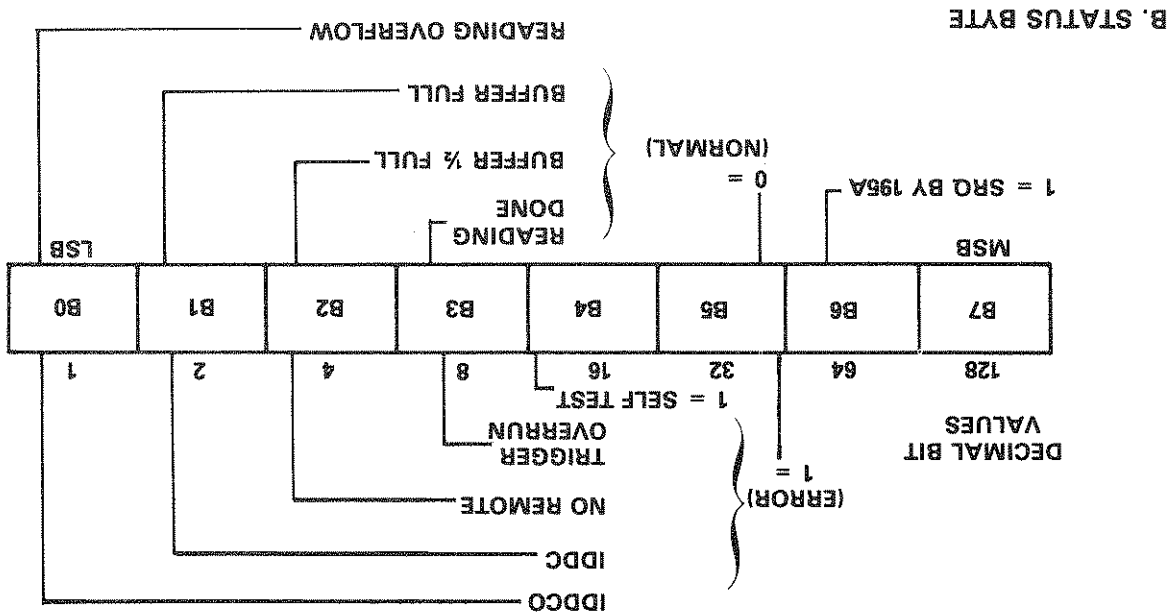 IDDCO
IDDC
NO REMOTE
(ERROR)
1 =
TRIGGER
OVERRUN
1 = SELF TEST
DECIMAL BIT
VALUES
128 64 32 16 8 4 2 1
B7 B6 B5 B4 B3 B2 B1 B0
MSB LSB
1 = SRQ BY 195A
0 =
(NORMAL)
READING
DONE
BUFFER ½ FULL
BUFFER FULL
READING OVERFLOW
B. STATUS BYTE